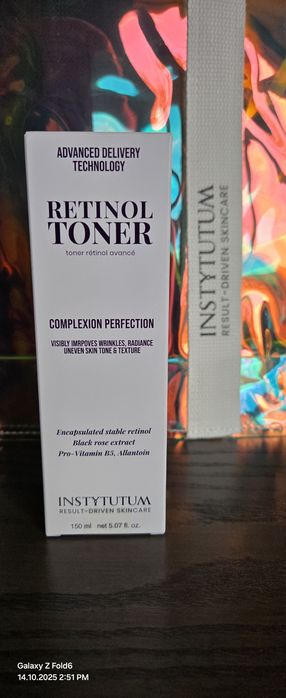 ADVANCED DELIVERY
TECHNOLOGY
RETINOL
TONER
toner rétinol avancé
COMPLEXION PERFECTION
VISIBLY IMRPOVES WRINKLES, RADIANCE
UNEVEN SKIN TONE & TEXTURE
Encapsulated stable retinol
Black rose extract
Pro-Vitamin B5, Allantoin
INSTYTUTUM
RESULT-DRIVEN SKINCARE
150 ml net 5.07 fl. oz.
INSTYTUTUM
RESULT-DRIVEN SKINCARE
Galaxy Z Fold6
14.10.2025 2:51 PM